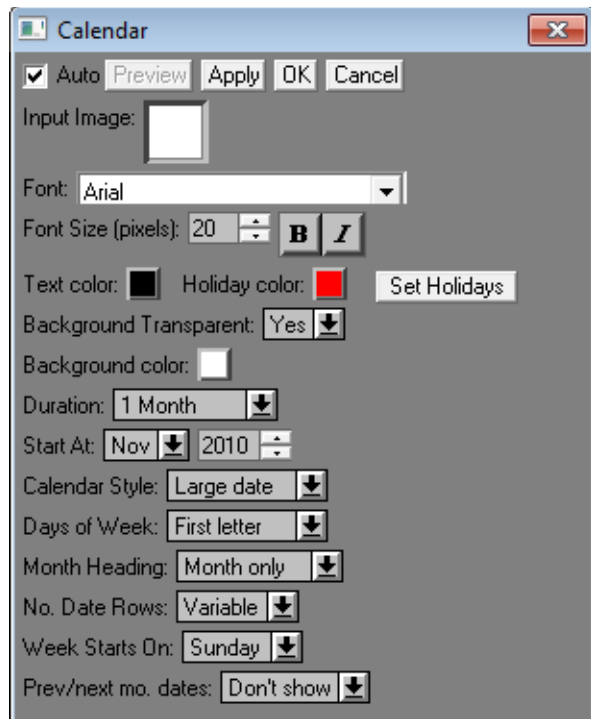 Calendar
Auto Preview Apply OK Cancel
Input Image:
Font: Arial
Font Size (pixels): 20 B I
Text color: Holiday color: Set Holidays
Background Transparent: Yes
Background color:
Duration: 1 Month
Start At: Nov 2010
Calendar Style: Large date
Days of Week: First letter
Month Heading: Month only
No. Date Rows: Variable
Week Starts On: Sunday
Prev/next mo. dates: Don't show